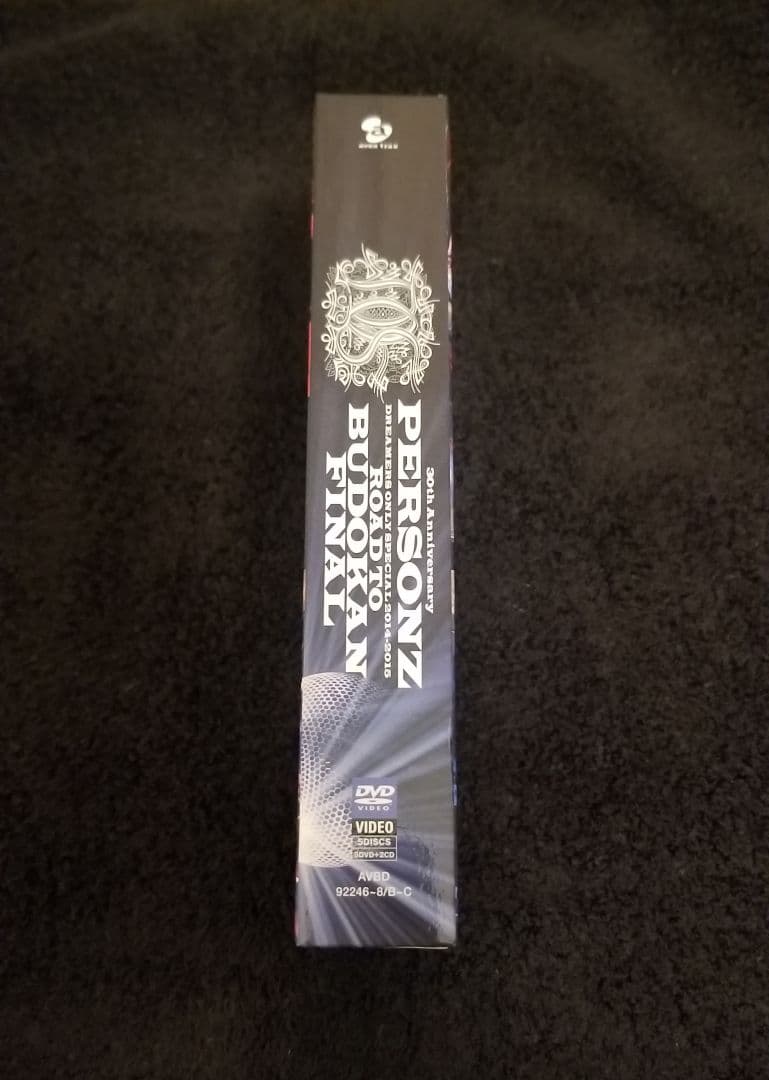 avex trax
30th Anniversary
PERSONZ
DREAMERS ONLY SPECIAL 2014-2015
ROAD TO
BUDOKAN
FINAL
DVD
VIDEO
VIDEO
5DISCS
3DVD+2CD
AVBD
92246~8/B~C